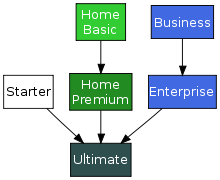 Home
Basic
Business
Starter
Home
Premium
Enterprise
Ultimate